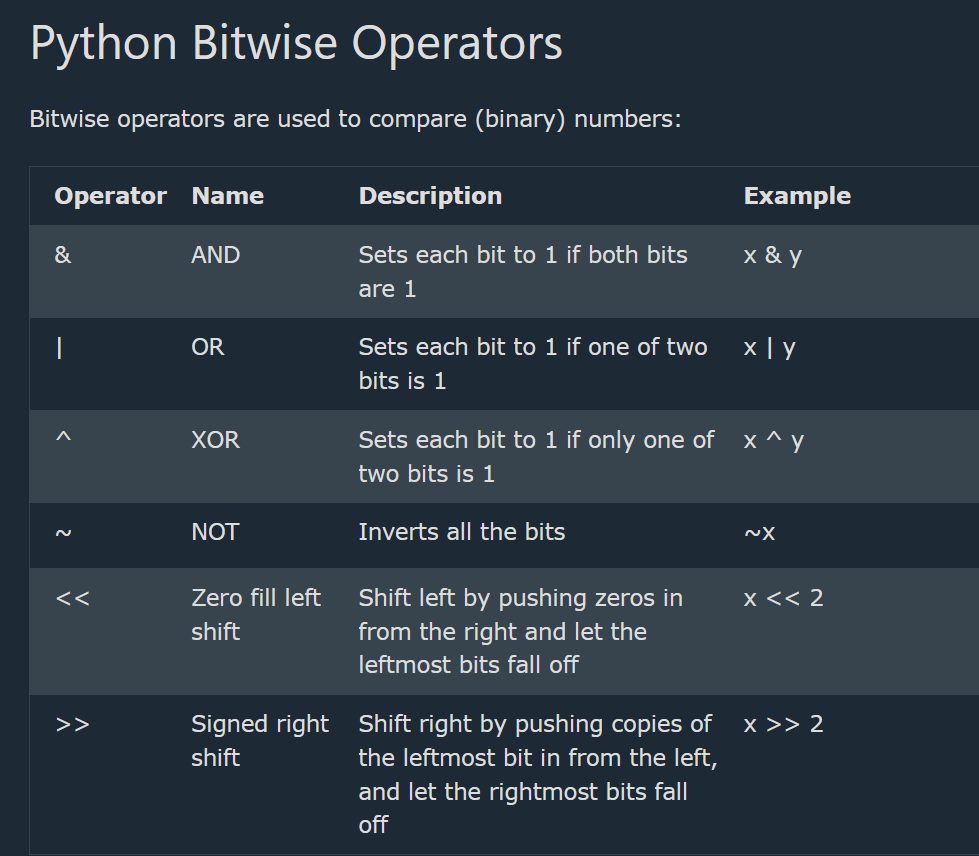 Python Bitwise Operators
Bitwise operators are used to compare (binary) numbers:
Operator Name Description Example
& AND Sets each bit to 1 if both bits x & y
are 1
| OR Sets each bit to 1 if one of two x | y
bits is 1
^ XOR Sets each bit to 1 if only one of x ^ y
two bits is 1
~ NOT Inverts all the bits ~x
<< Zero fill left Shift left by pushing zeros in x << 2
shift from the right and let the
leftmost bits fall off
>> Signed right Shift right by pushing copies of x >> 2
shift the leftmost bit in from the left,
and let the rightmost bits fall
off